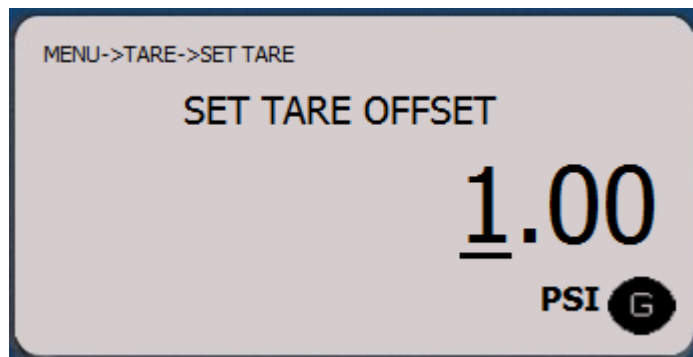 MENU->TARE->SET TARE
SET TARE OFFSET
1.00
PSI G